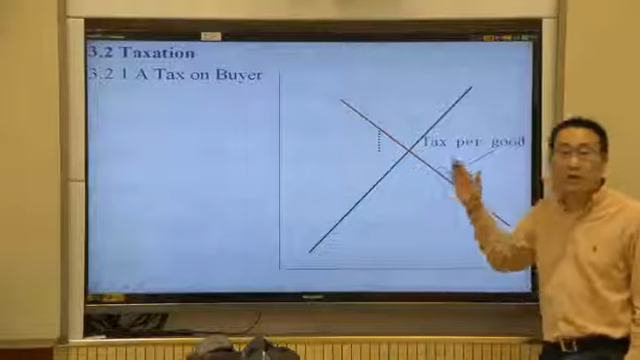 3.2 Taxation
3.2 1 A Tax on Buyer
Tax per good